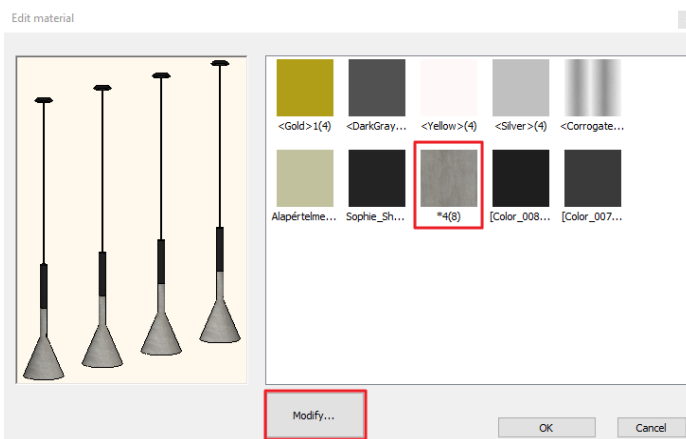 Edit material
<Gold>1(4)
<DarkGray...
<Yellow>(4)
<Silver>(4)
<Corrogate...
Alapértelme...
Sophie_Sh...
*4(8)
[Color_008...
[Color_007...
Modify...
OK
Cancel